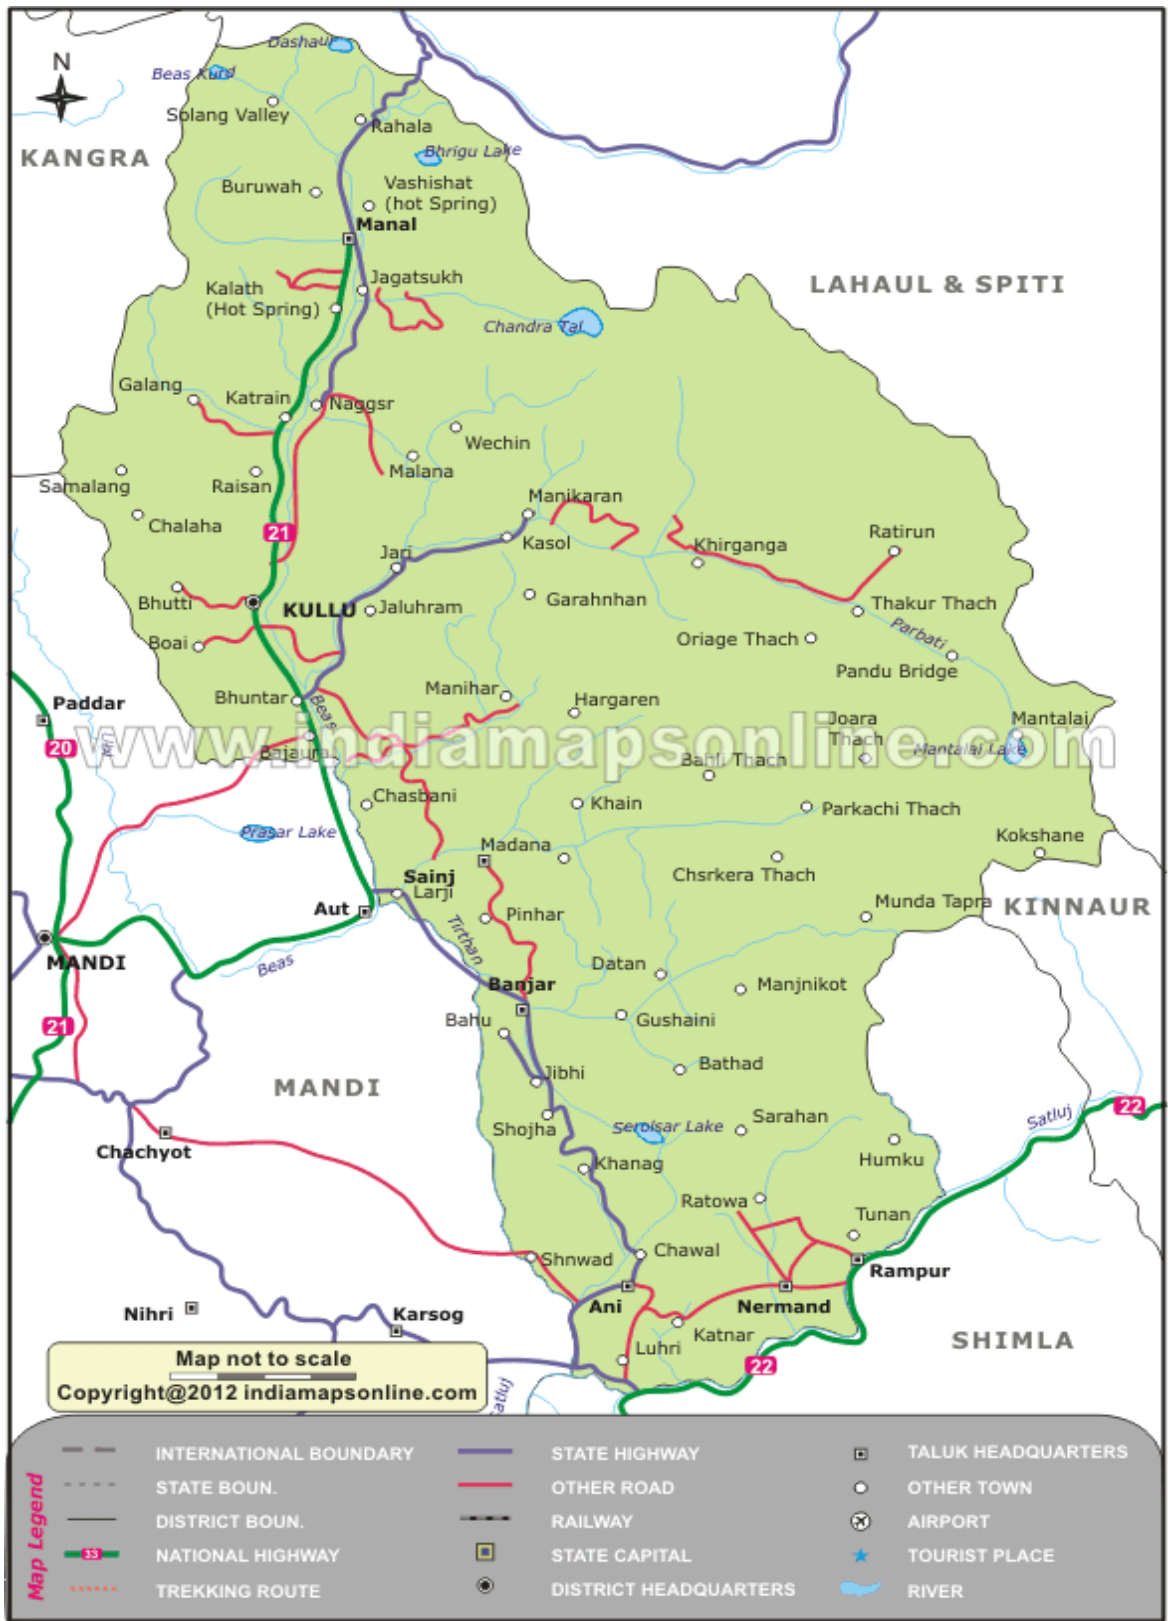 Dashaur
N
Beas Kund
Solang Valley
Rahala
KANGRA
Bhrigu Lake
Buruwah
Vashishat
(hot Spring)
Manal
LAHAUL & SPITI
Jagatsukh
Kalath
(Hot Spring)
Chandra Tal
Galang
Katrain
Naggsr
Wechin
Malana
Samalang
Raisan
Manikaran
Chalaha
21
Kasol
Ratirun
Jari
Khirganga
Bhutti
KULLU
Jaluhram
Garahnhan
Thakur Thach
Parbati
Boai
Oriage Thach
Pandu Bridge
Bhuntar
Manihar
Hargaren
Paddar
Beas
Joara
Thach
Mantalai
20
Uhl
www.indiamapsonline.com
Bajaura
Bahli Thach
Mantalai Lake
Chasbani
Khain
Parkachi Thach
Prasar Lake
Madana
Kokshane
Sainj
Chsrkera Thach
Larji
Aut
Pinhar
Munda Tapra
KINNAUR
Tirthan
MANDI
Beas
Datan
Banjar
Manjnikot
21
Bahu
Gushaini
Jibhi
Bathad
MANDI
22
Satluj
Shojha
Serolsar Lake
Sarahan
Chachyot
Khanag
Humku
Ratowa
Tunan
Shnwad
Chawal
Rampur
Nihri
Karsog
Ani
Nermand
Katnar
SHIMLA
Luhri
22
Map not to scale
Copyright@2012 indiamapsonline.com
Satluj
Map Legend
INTERNATIONAL BOUNDARY
STATE HIGHWAY
TALUK HEADQUARTERS
STATE BOUN.
OTHER ROAD
OTHER TOWN
DISTRICT BOUN.
RAILWAY
AIRPORT
33
NATIONAL HIGHWAY
STATE CAPITAL
TOURIST PLACE
TREKKING ROUTE
DISTRICT HEADQUARTERS
RIVER